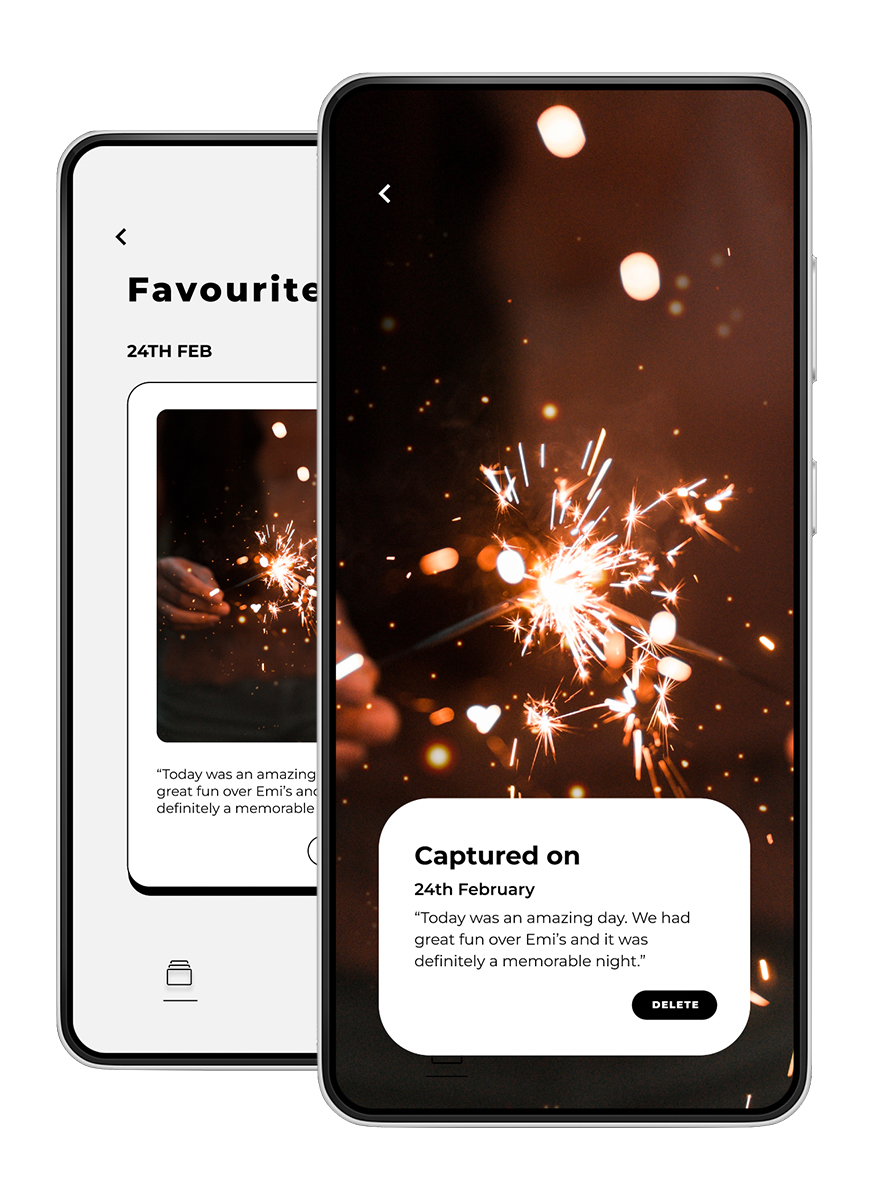 Favourite
24TH FEB
“Today was an amazing
great fun over Emi’s and
definitely a memorable
Captured on
24th February
“Today was an amazing day. We had
great fun over Emi’s and it was
definitely a memorable night.”
DELETE